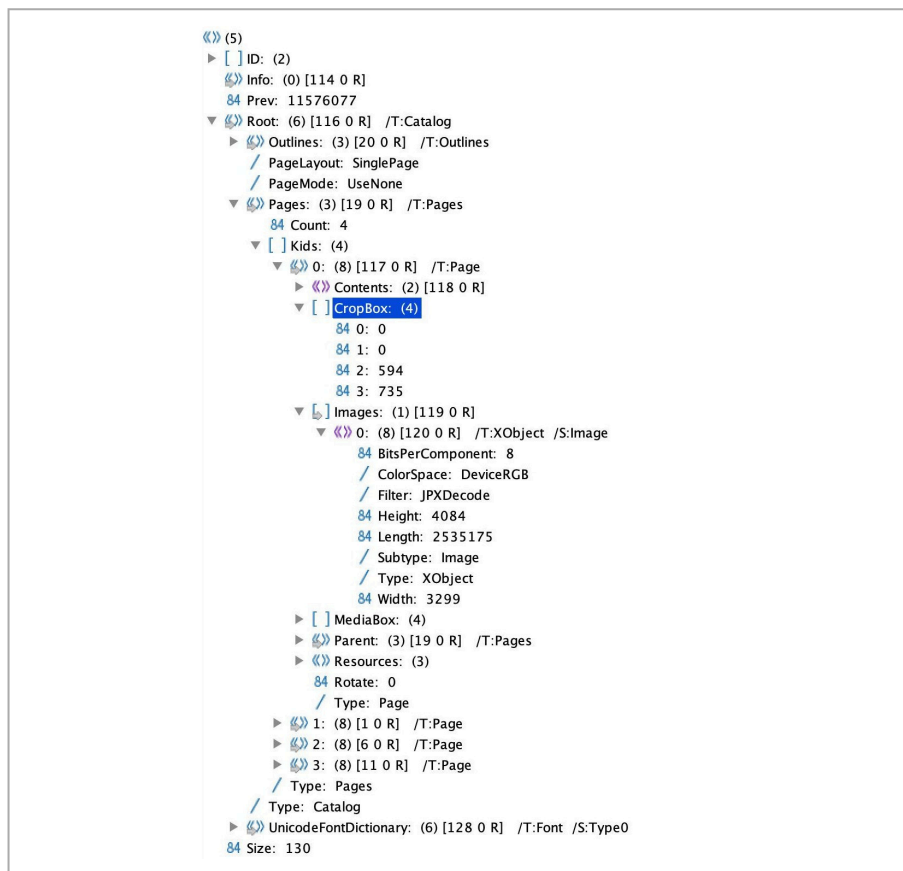 (5)
[ ] ID: (2)
Info: (0) [114 0 R]
84 Prev: 11576077
Root: (6) [116 0 R] /T:Catalog
Outlines: (3) [20 0 R] /T:Outlines
/ PageLayout: SinglePage
/ PageMode: UseNone
Pages: (3) [19 0 R] /T:Pages
84 Count: 4
[ ] Kids: (4)
0: (8) [117 0 R] /T:Page
Contents: (2) [118 0 R]
[ ] CropBox: (4)
84 0: 0
84 1: 0
84 2: 594
84 3: 735
[ ] Images: (1) [119 0 R]
0: (8) [120 0 R] /T:XObject /S:Image
84 BitsPerComponent: 8
/ ColorSpace: DeviceRGB
/ Filter: JPXDecode
84 Height: 4084
84 Length: 2535175
/ Subtype: Image
/ Type: XObject
84 Width: 3299
[ ] MediaBox: (4)
Parent: (3) [19 0 R] /T:Pages
Resources: (3)
84 Rotate: 0
/ Type: Page
1: (8) [1 0 R] /T:Page
2: (8) [6 0 R] /T:Page
3: (8) [11 0 R] /T:Page
/ Type: Pages
/ Type: Catalog
UnicodeFontDictionary: (6) [128 0 R] /T:Font /S:Type0
84 Size: 130